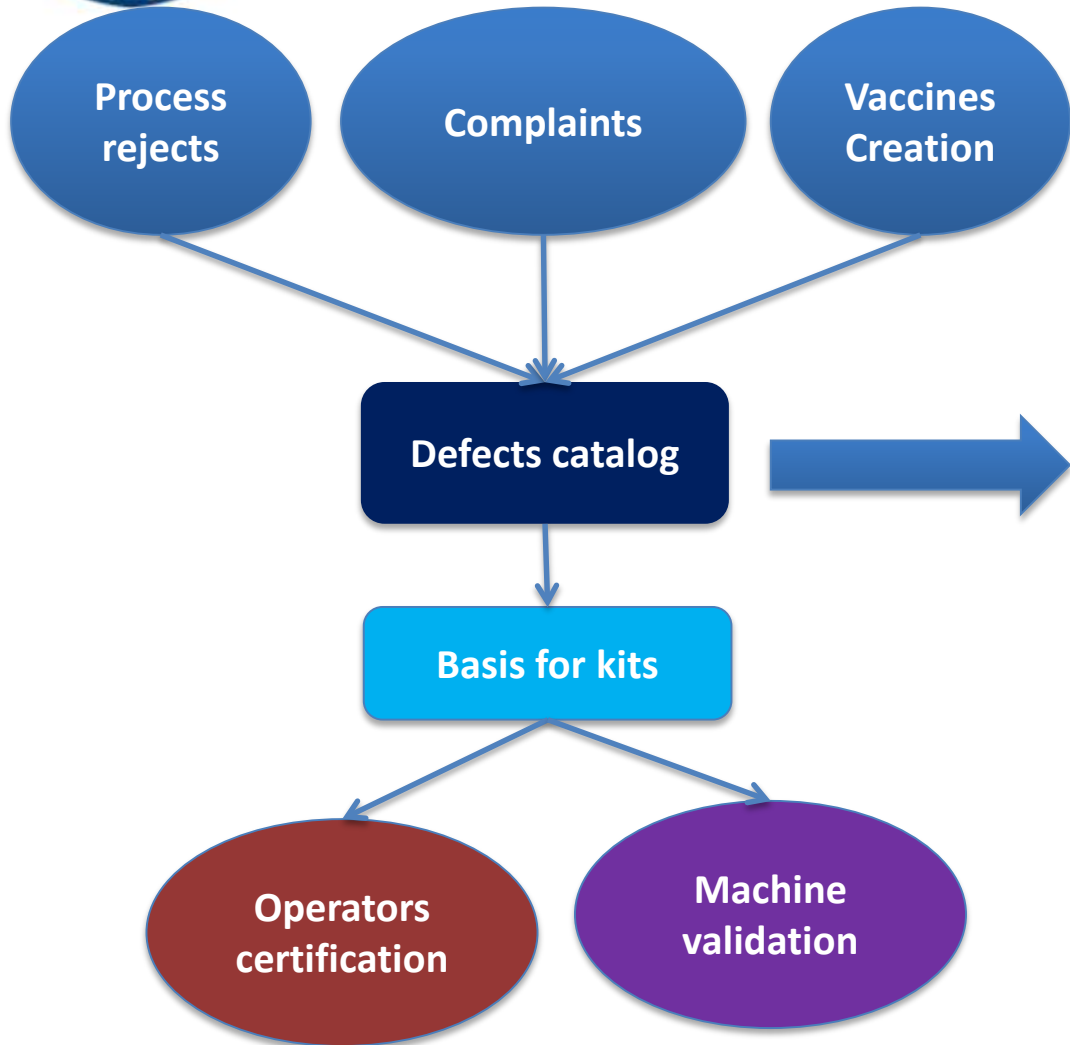 Process
rejects
Complaints
Vaccines
Creation
Defects catalog
Basis for kits
Operators
certification
Machine
validation